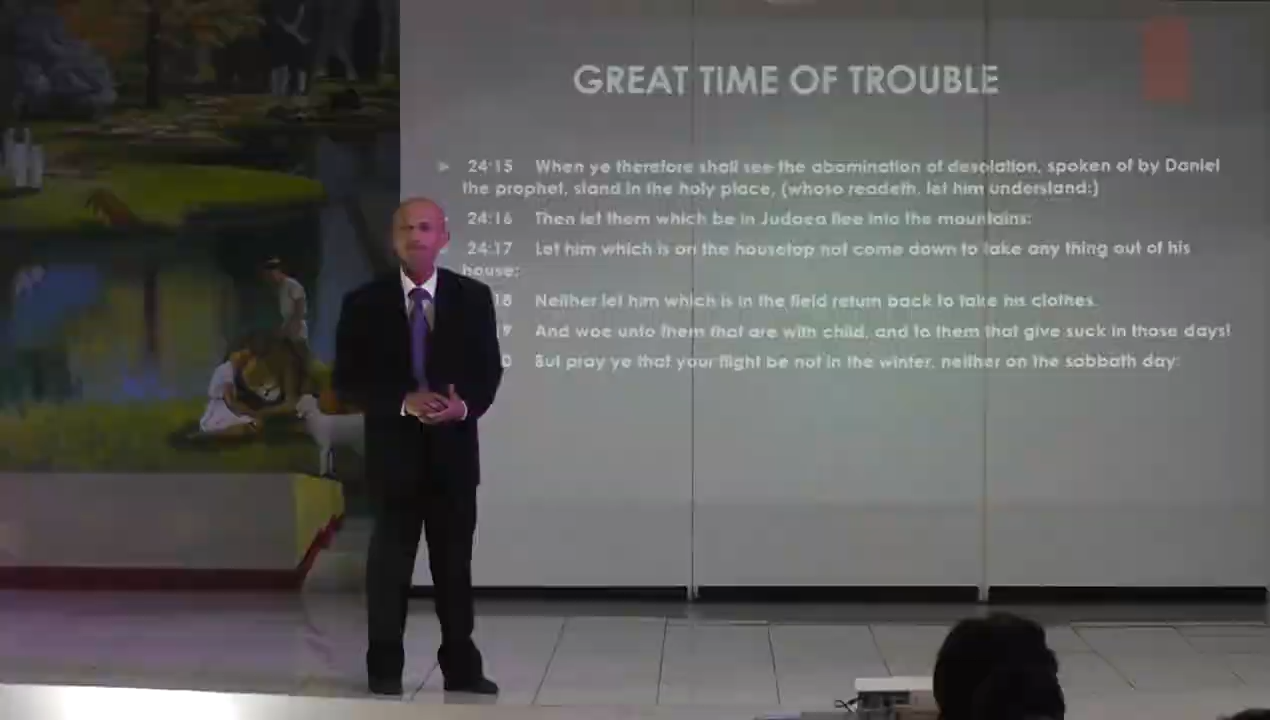 GREAT TIME OF TROUBLE
24:15 When ye therefore shall see the abomination of desolation, spoken of by Daniel
the prophet, stand in the holy place, (whoso readeth, let him understand:)
24:16 Then let them which be in Judaea flee into the mountains:
24:17 Let him which is on the housetop not come down to take any thing out of his
house:
18 Neither let him which is in the field return back to take his clothes.
9 And woe unto them that are with child, and to them that give suck in those days!
0 But pray ye that your flight be not in the winter, neither on the sabbath day: